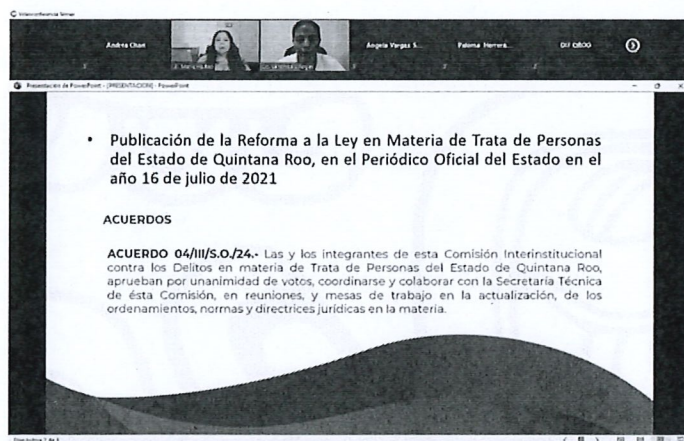 Andrea Chan
Ángela Vargas S...
Paloma Herrera...
DIF QROO
Presentación de PowerPoint - [PRESENTACION] - PowerPoint
• Publicación de la Reforma a la Ley en Materia de Trata de Personas
del Estado de Quintana Roo, en el Periódico Oficial del Estado en el
año 16 de julio de 2021
ACUERDOS
ACUERDO 04/III/S.O./24.- Las y los integrantes de esta Comisión Interinstitucional
contra los Delitos en materia de Trata de Personas del Estado de Quintana Roo,
aprueban por unanimidad de votos, coordinarse y colaborar con la Secretaría Técnica
de ésta Comisión, en reuniones, y mesas de trabajo en la actualización, de los
ordenamientos, normas y directrices jurídicas en la materia.